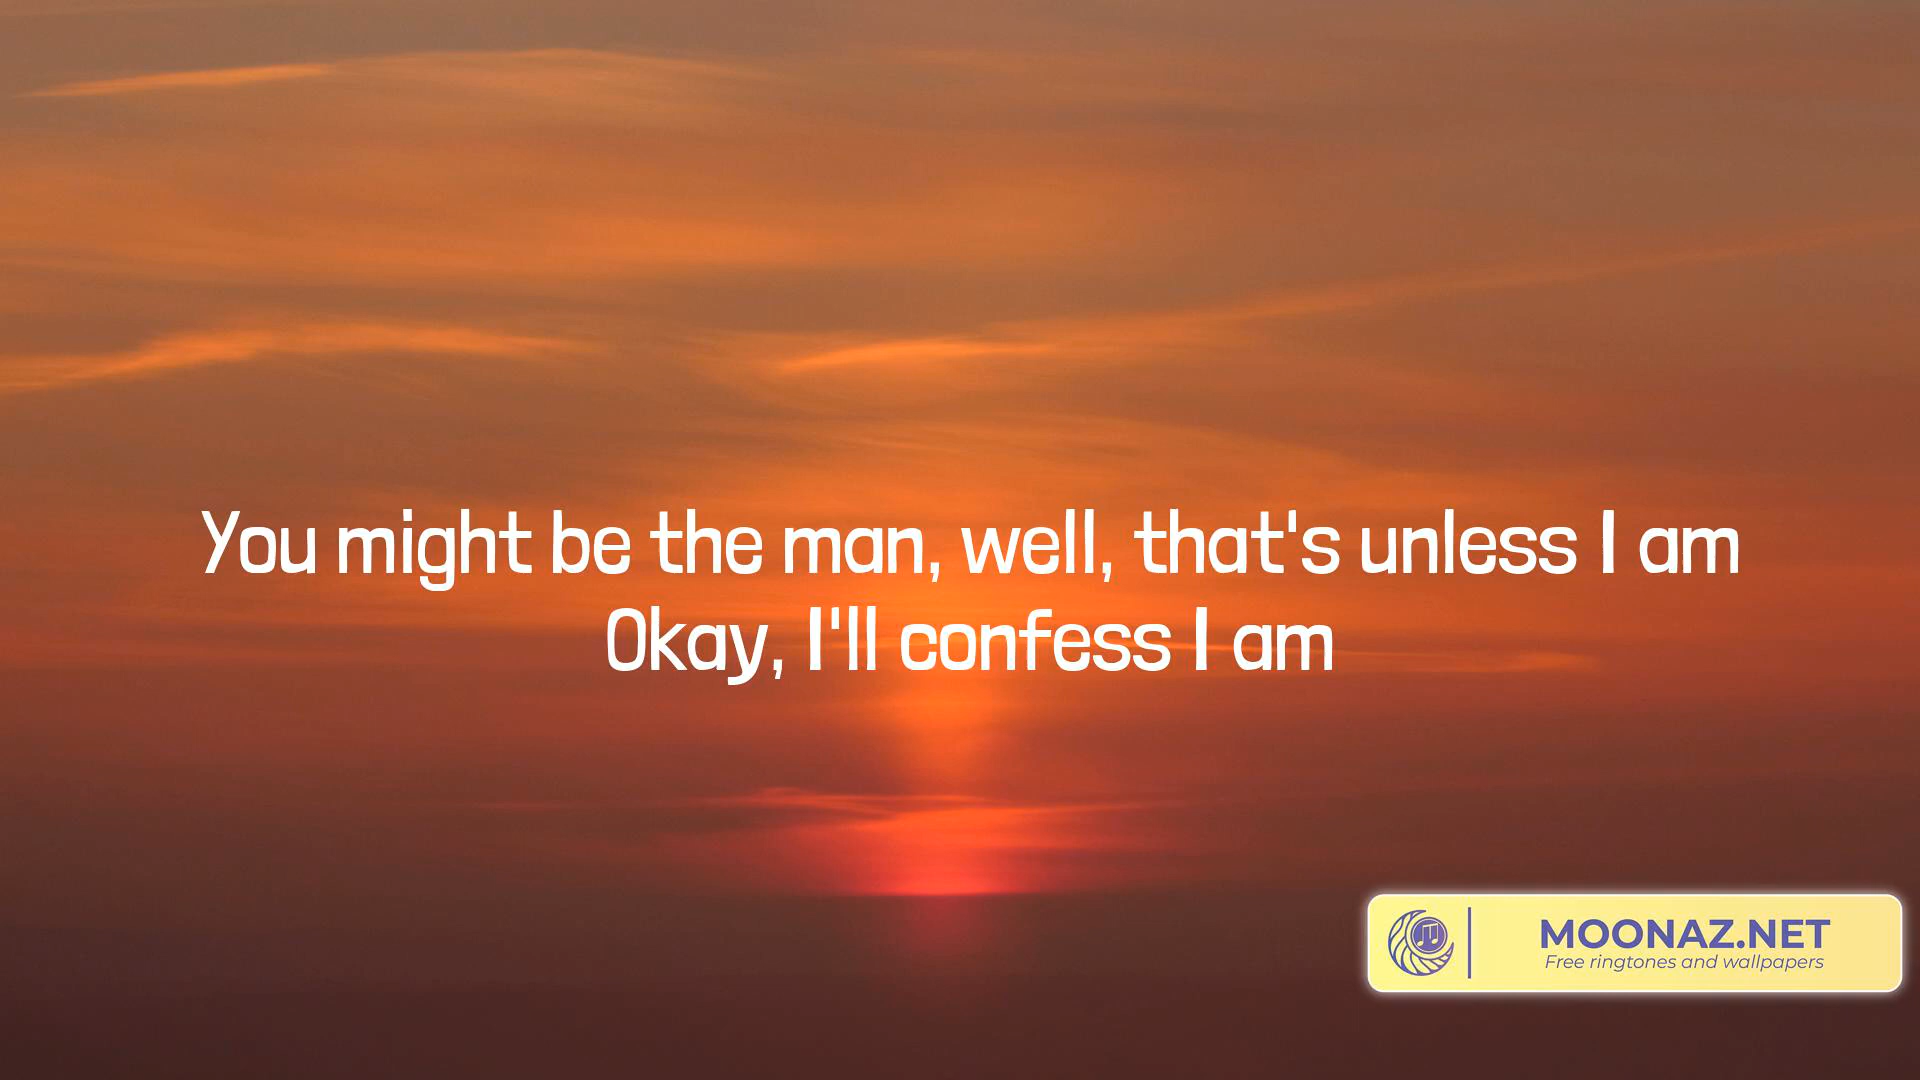 You might be the man, well, that's unless I am
Okay, I'll confess I am
MOONAZ.NET
Free ringtones and wallpapers